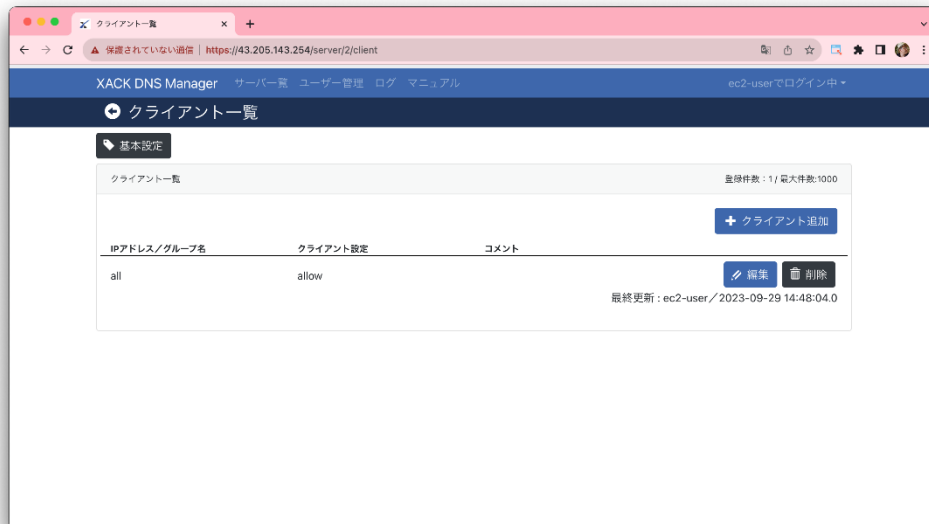 クライアント一覧
保護されていない通信 | https://43.205.143.254/server/2/client
XACK DNS Manager サーバー一覧 ユーザー管理 ログ マニュアル ec2-userでログイン中
クライアント一覧
基本設定
クライアント一覧 登録件数：1 / 最大件数:1000
クライアント追加
IPアドレス／グループ名 クライアント設定 コメント
all allow 編集 削除
最終更新 : ec2-user／2023-09-29 14:48:04.0